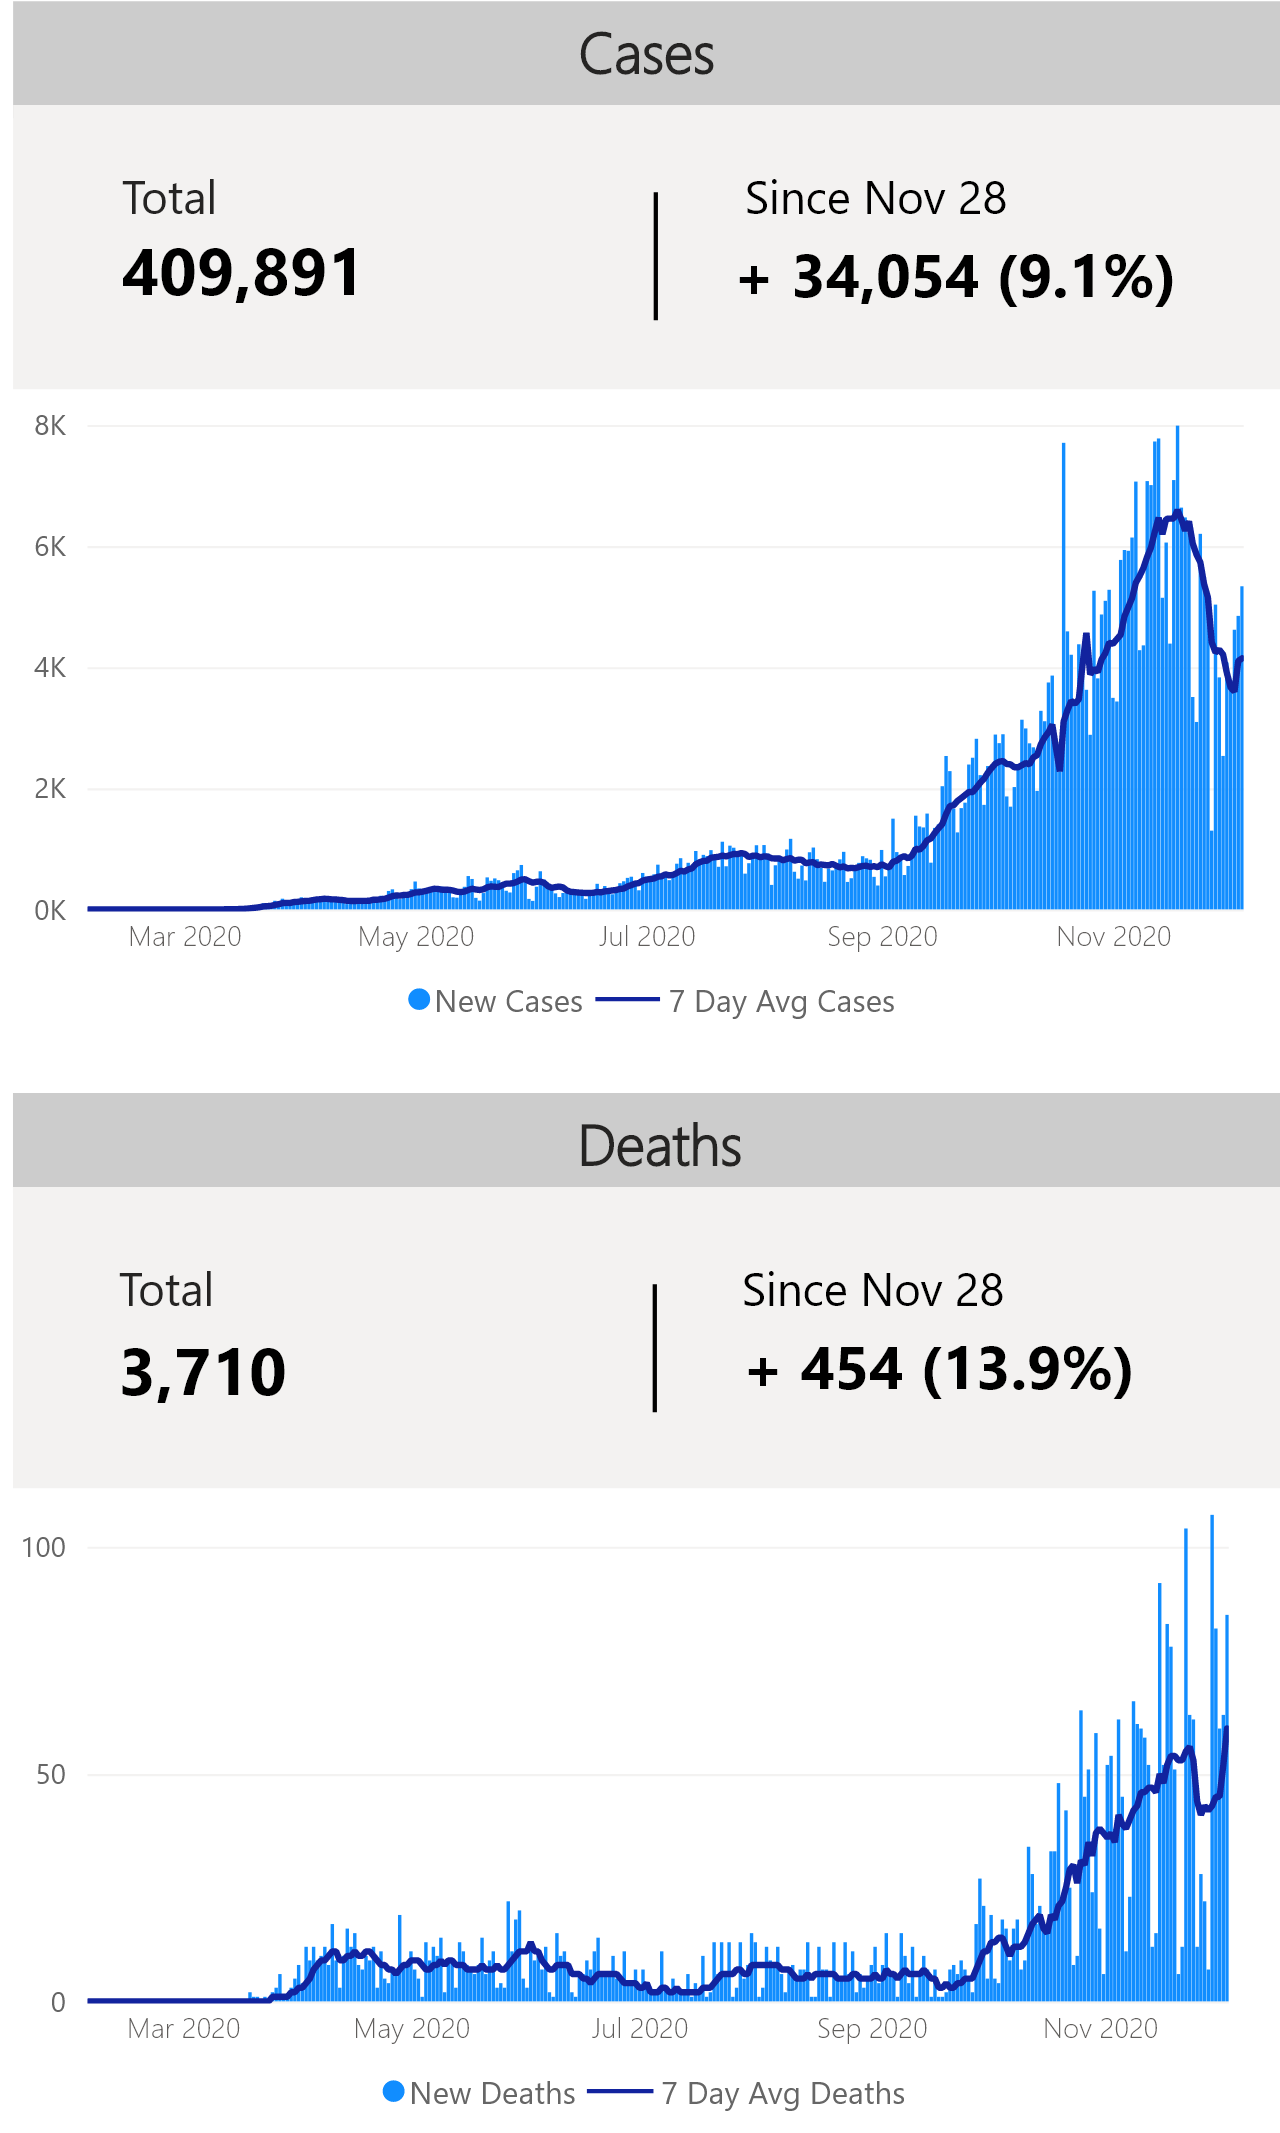 Cases
Total
Since Nov 28
409,891
+ 34,054 (9.1%)
8K
6K
4K
2K
0K
Mar 2020
May 2020
Jul 2020
Sep 2020
Nov 2020
New Cases
7 Day Avg Cases
Deaths
Total
Since Nov 28
3,710
+ 454 (13.9%)
100
50
0
Mar 2020
May 2020
Jul 2020
Sep 2020
Nov 2020
New Deaths
7 Day Avg Deaths